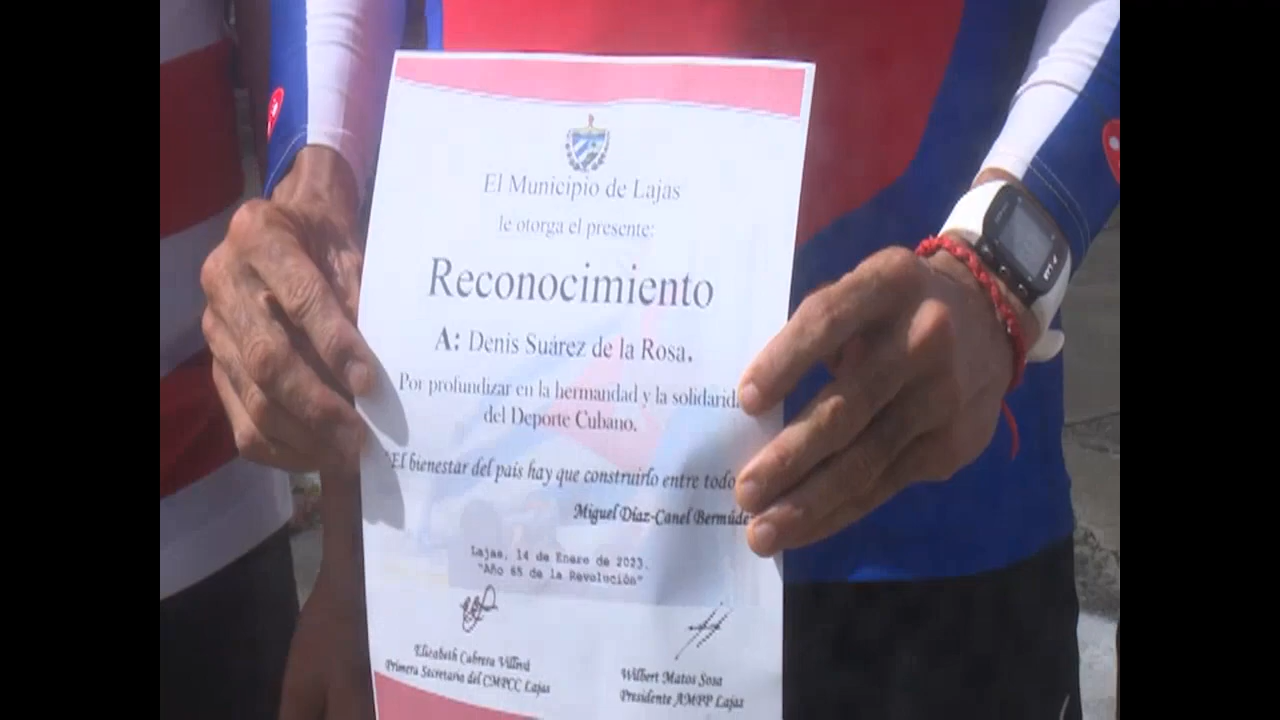 El Municipio de Lajas
le otorga el presente:
Reconocimiento
A: Denis Suárez de la Rosa.
Por profundizar en la hermandad y la solidarid
del Deporte Cubano.
"El bienestar del país hay que construirlo entre todo
Miguel Díaz-Canel Bermúde
Lajas, 14 de Enero de 2023.
"Año 65 de la Revolución"
Elizabeth Cabrera
Primera Secretaria del CMPCC Lajas
Wilbert Matos Sosa
Presidente AMPP Lajas